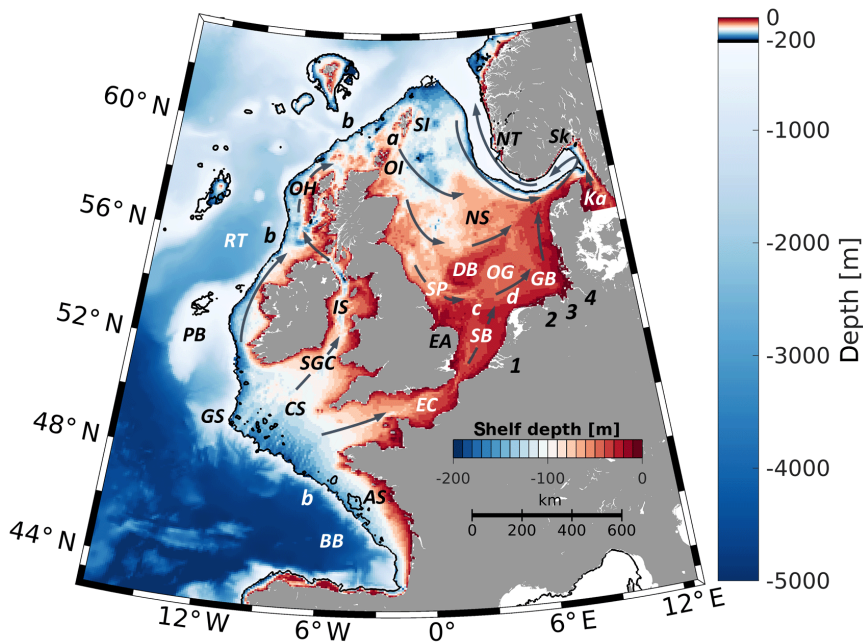 0
-200
-1000
-2000
-3000
-4000
-5000
Depth [m]
60° N
56° N
52° N
48° N
44° N
12° W
6° W
0°
6° E
12° E
b
a
SI
NT
Sk
OI
OH
Ka
NS
RT
b
DB
OG
GB
SP
d
c
4
3
2
IS
PB
EA
SB
SGC
1
CS
EC
GS
Shelf depth [m]
-200
-100
0
km
0
200
400
600
b
AS
BB